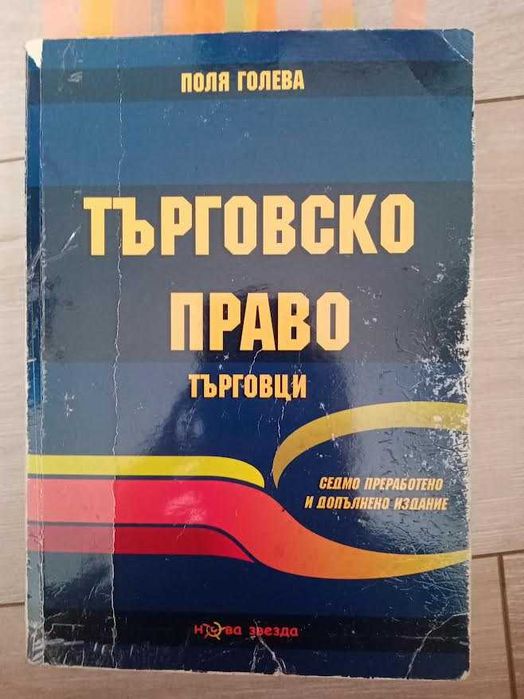 ПОЛЯ ГОЛЕВА
ТЪРГОВСКО
ПРАВО
ТЪРГОВЦИ
СЕДМО ПРЕРАБОТЕНО
И ДОПЪЛНЕНО ИЗДАНИЕ
нова звезда